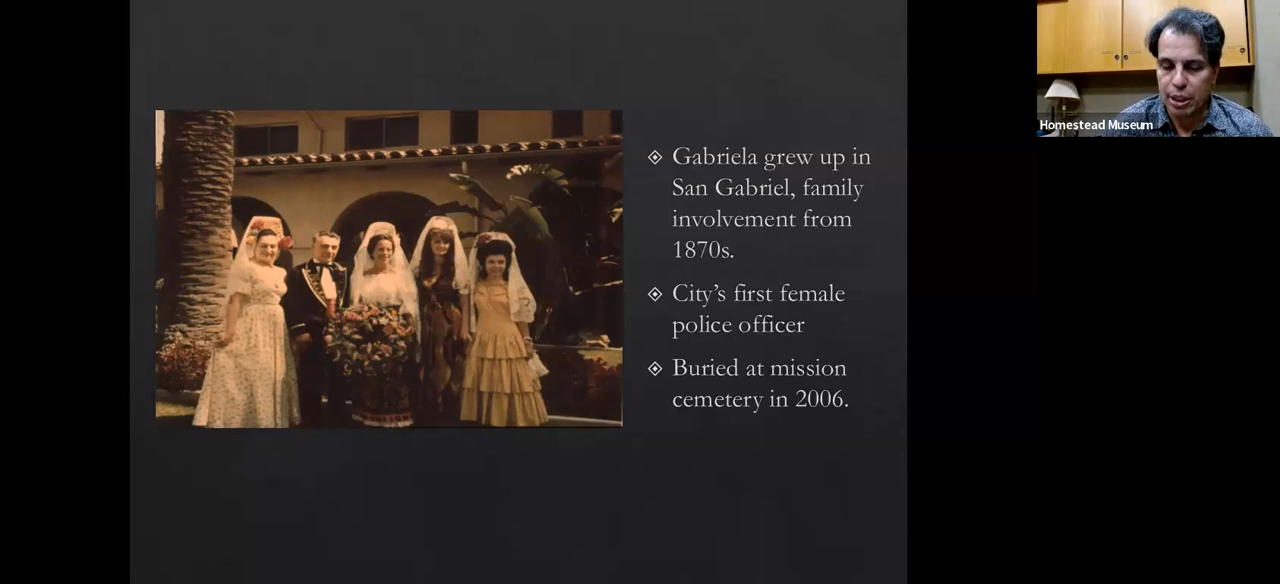 Gabriela grew up in
San Gabriel, family
involvement from
1870s.
City's first female
police officer
Buried at mission
cemetery in 2006.
Homestead Museum